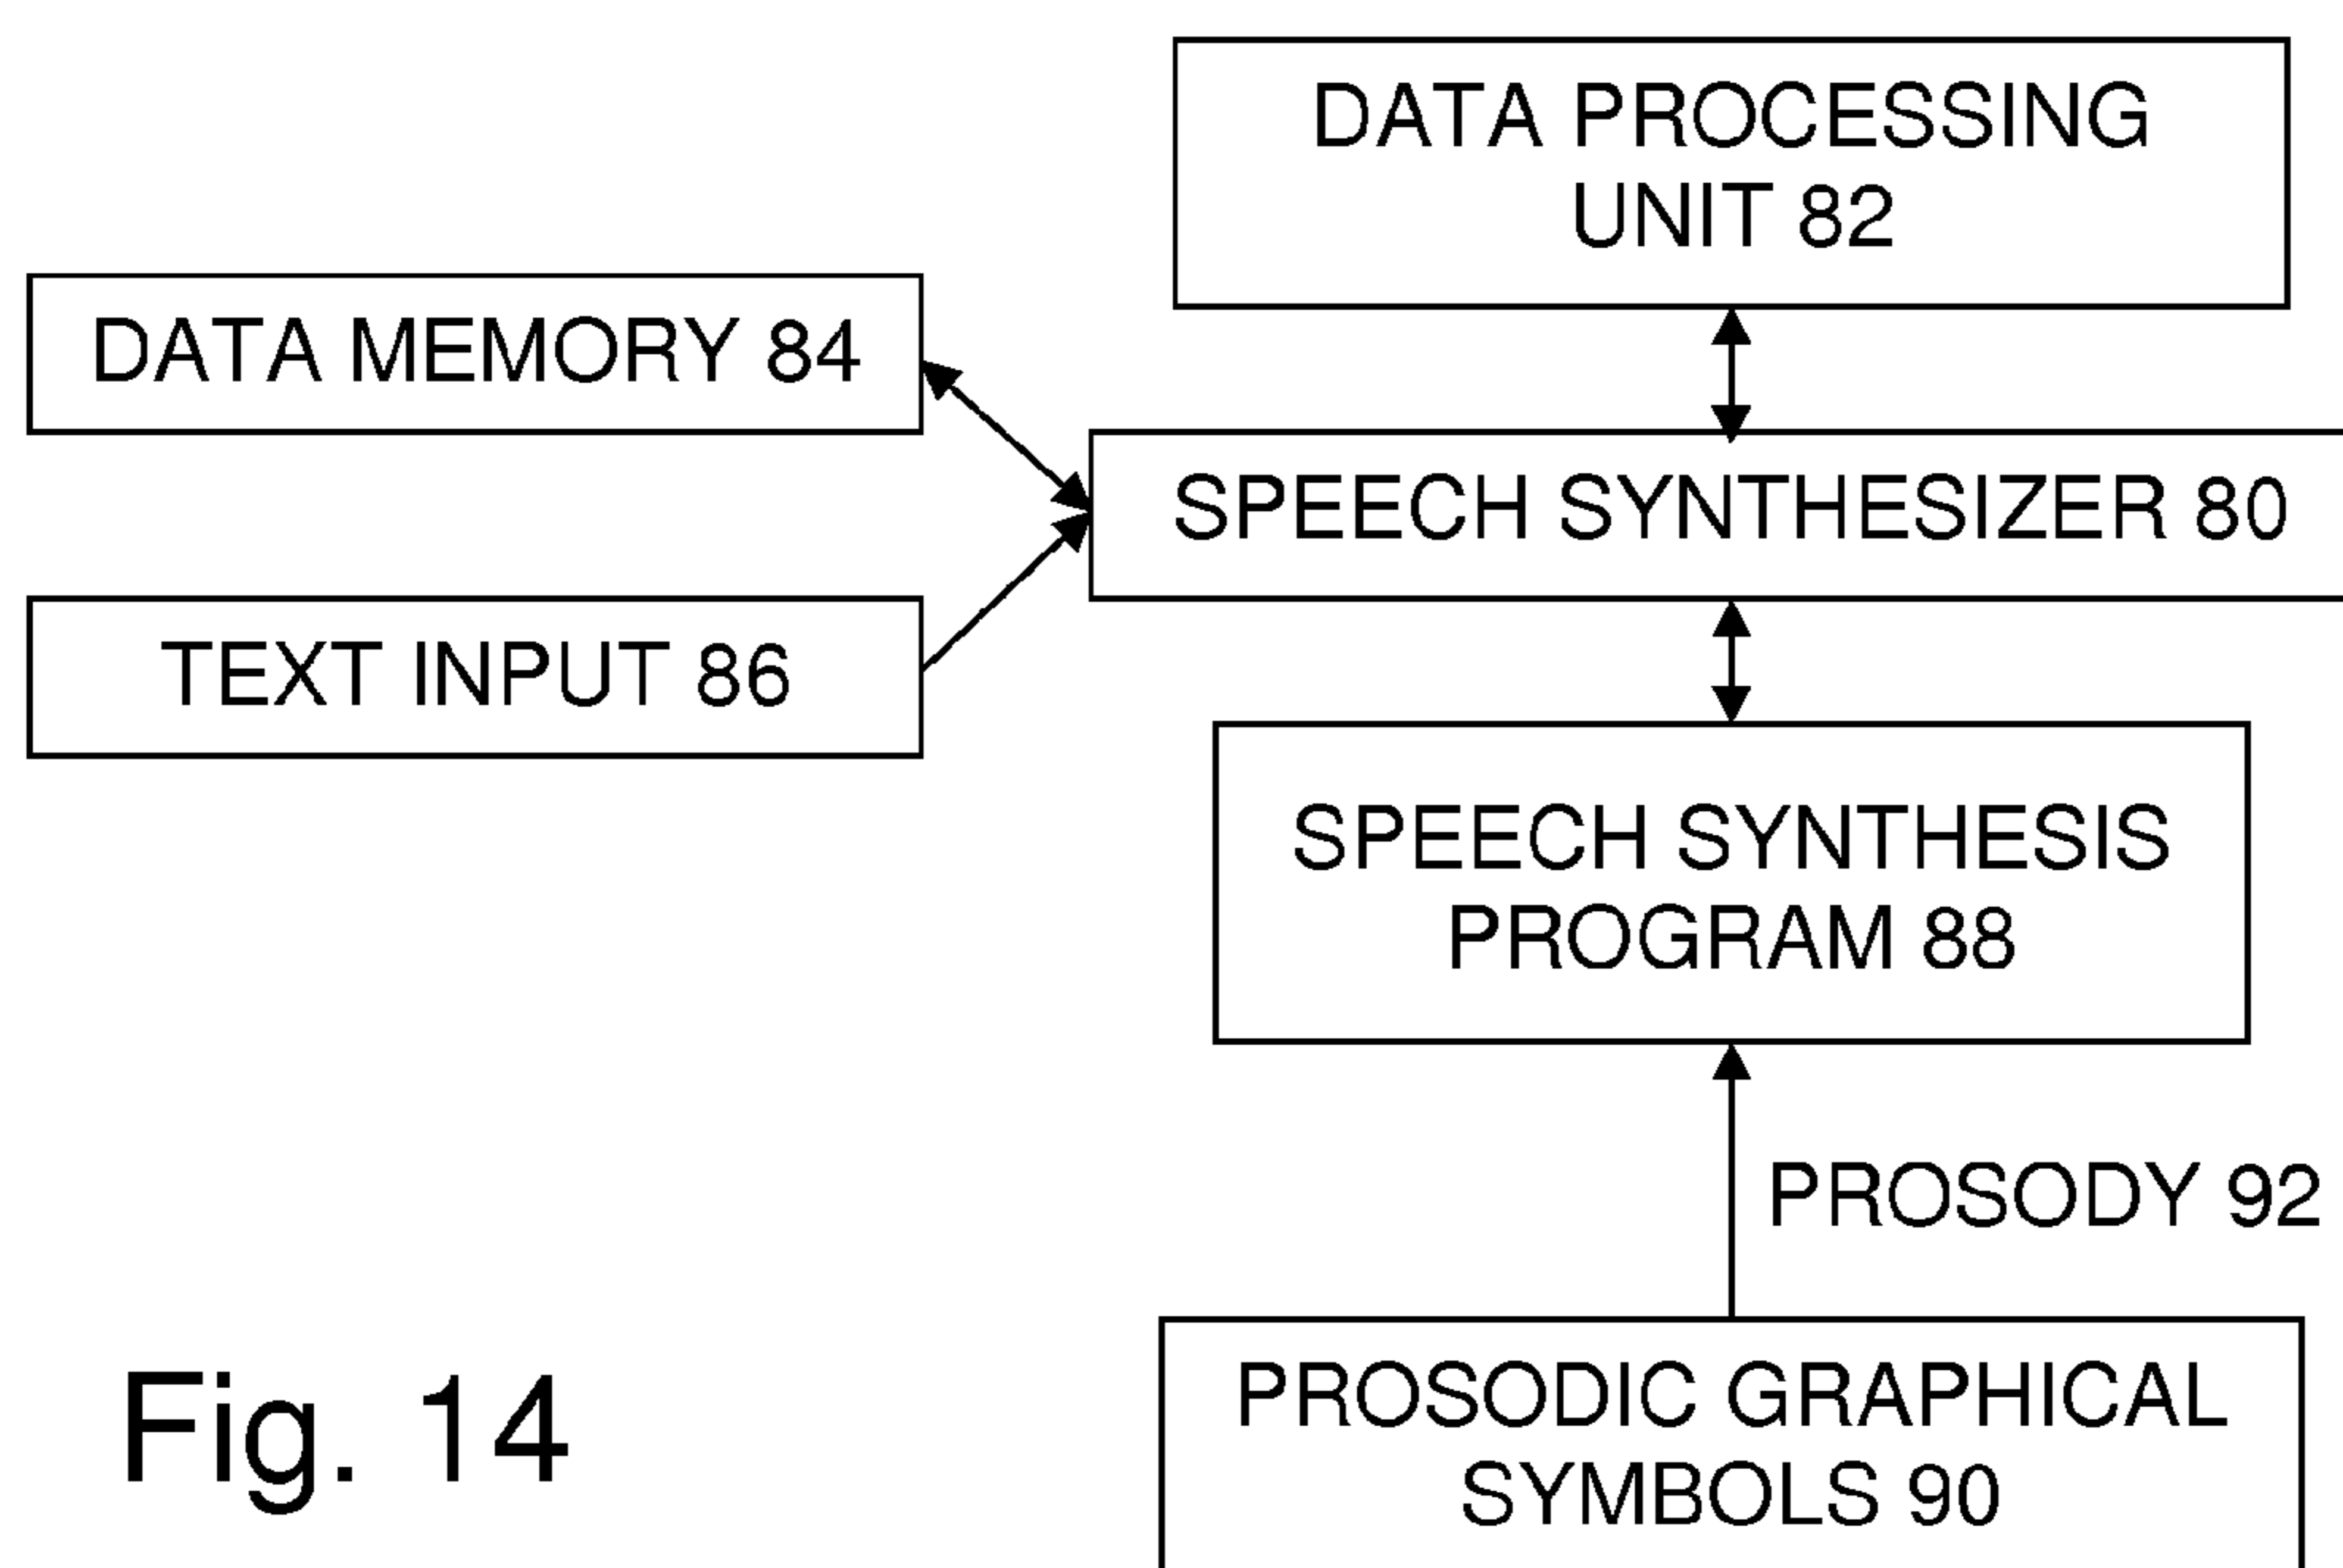 DATA PROCESSING
UNIT 82
DATA MEMORY 84
SPEECH SYNTHESIZER 80
TEXT INPUT 86
SPEECH SYNTHESIS
PROGRAM 88
PROSODY 92
PROSODIC GRAPHICAL
SYMBOLS 90
Fig. 14